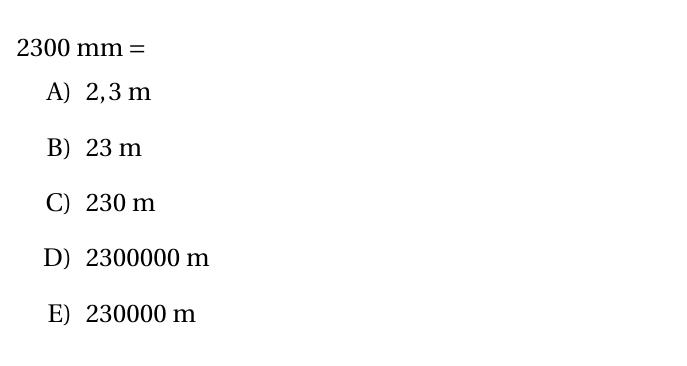 2300 mm =
A) 2,3 m
B) 23 m
C) 230 m
D) 2300000 m
E) 230000 m